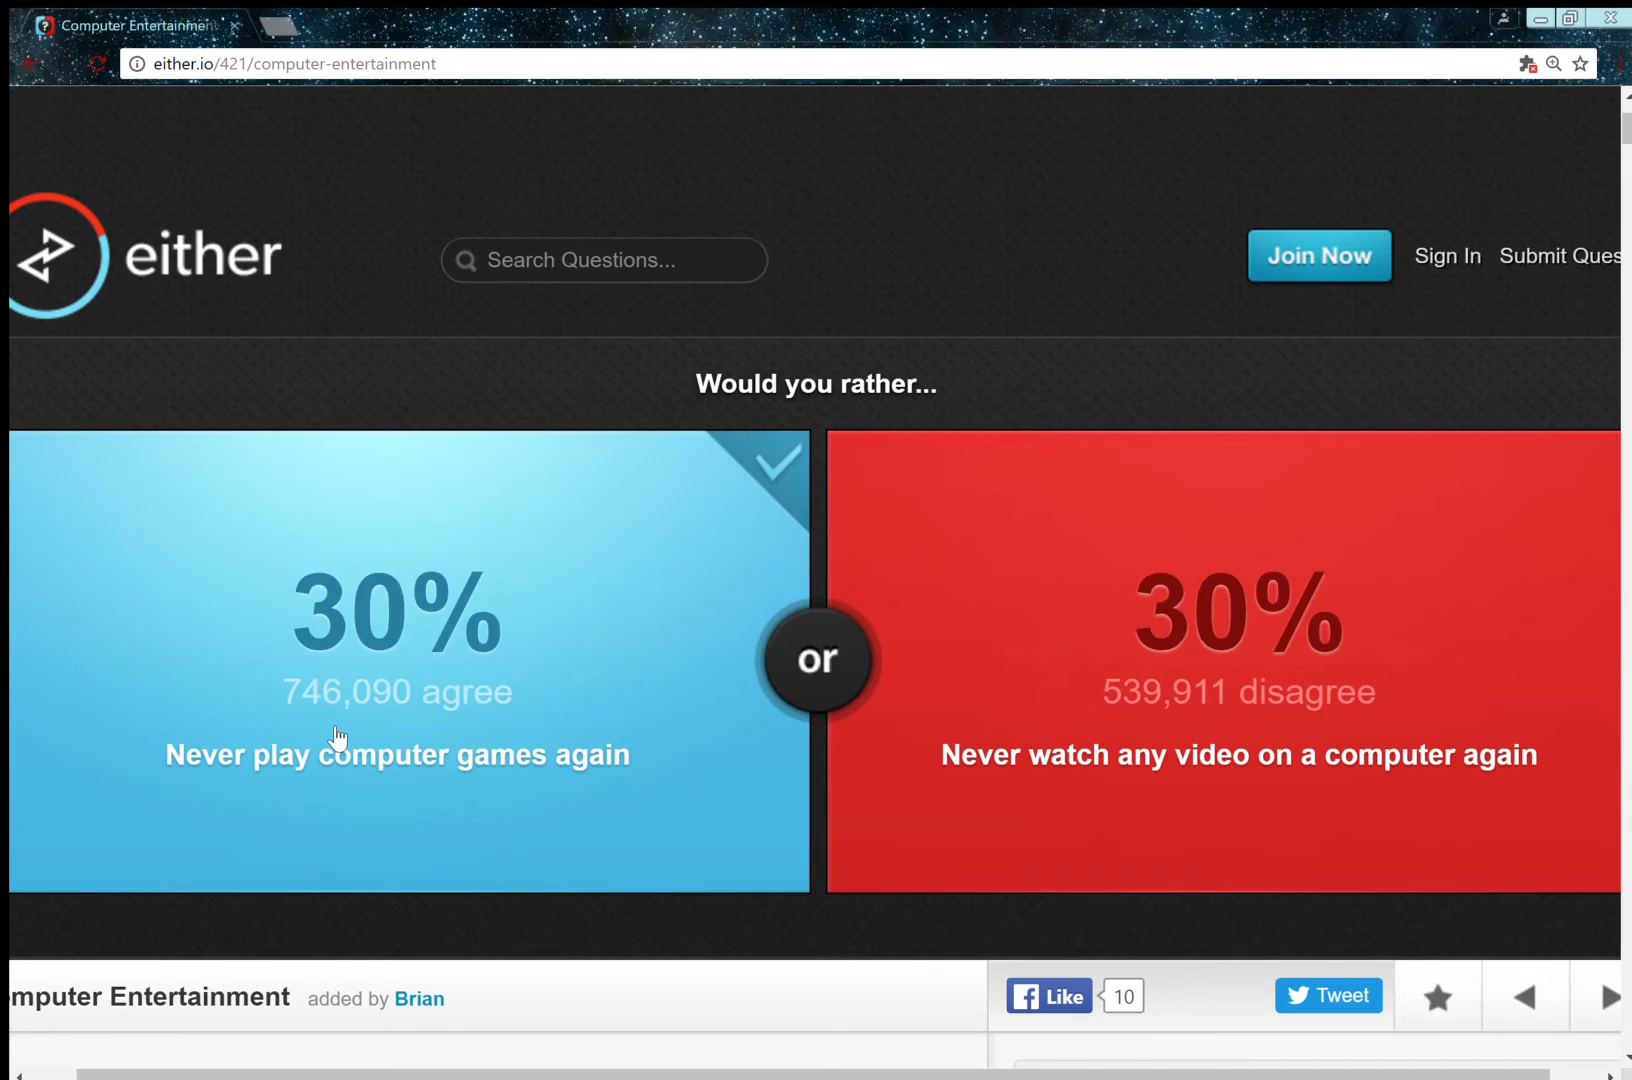 Computer Entertainment
either.io/421/computer-entertainment
either
Search Questions...
Join Now
Sign In
Submit Ques
Would you rather...
30%
746,090 agree
Never play computer games again
or
30%
539,911 disagree
Never watch any video on a computer again
mputer Entertainment added by Brian
Like
10
Tweet